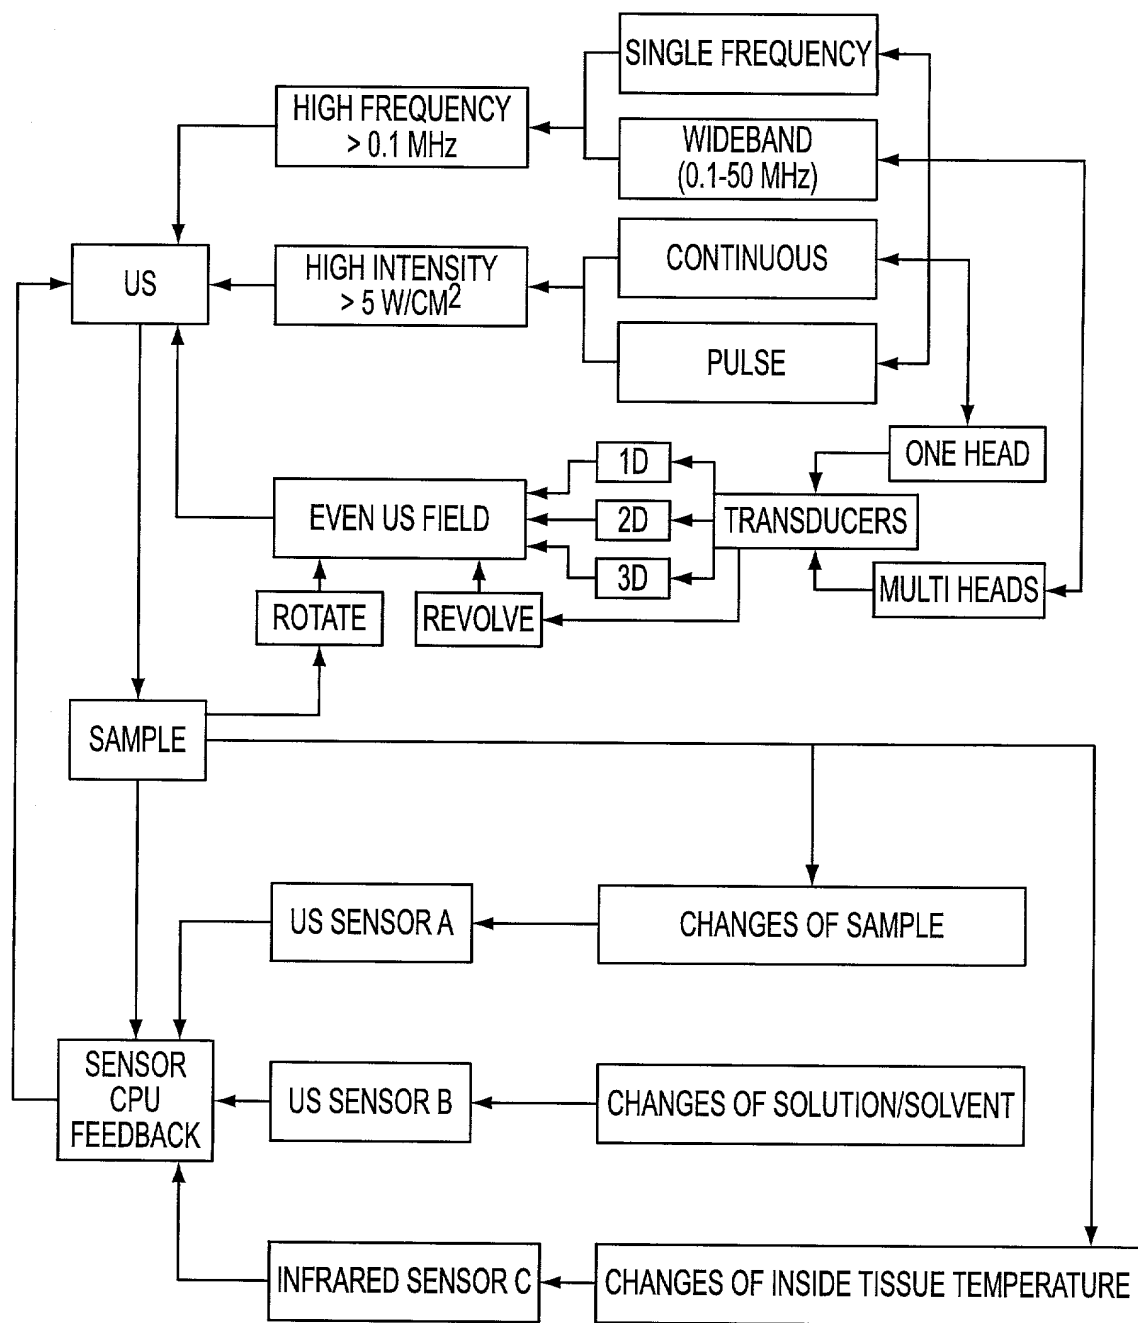 SINGLE FREQUENCY
HIGH FREQUENCY
> 0.1 MHz
WIDEBAND
(0.1-50 MHz)
US
HIGH INTENSITY
> 5 W/CM²
CONTINUOUS
PULSE
ONE HEAD
1D
EVEN US FIELD
2D
TRANSDUCERS
3D
MULTI HEADS
ROTATE
REVOLVE
SAMPLE
US SENSOR A
CHANGES OF SAMPLE
SENSOR
CPU
FEEDBACK
US SENSOR B
CHANGES OF SOLUTION/SOLVENT
INFRARED SENSOR C
CHANGES OF INSIDE TISSUE TEMPERATURE